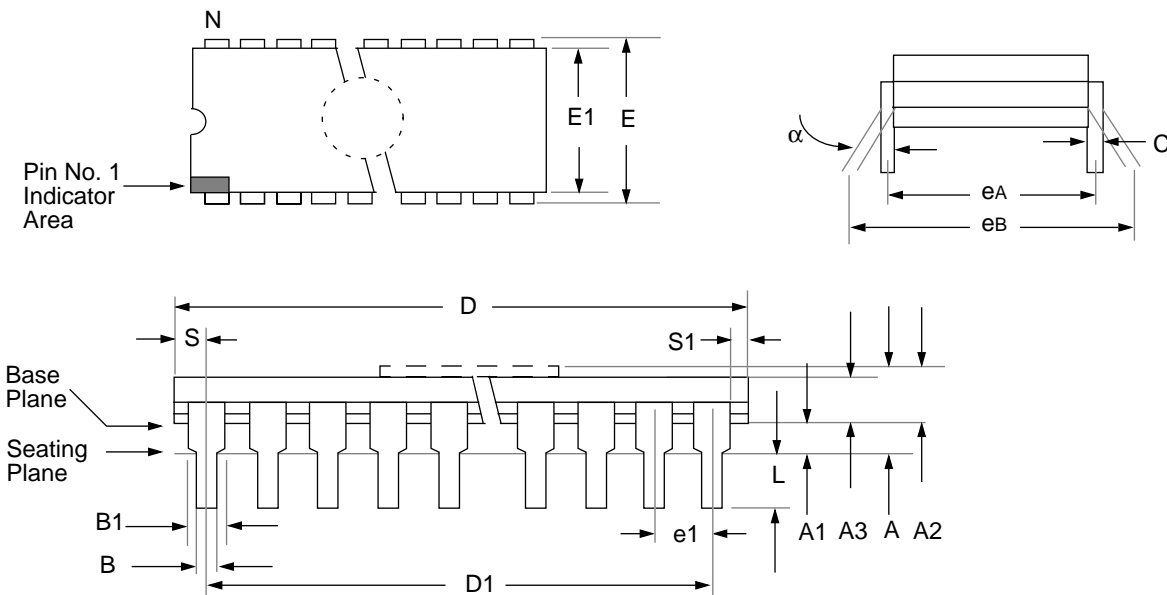 N
E1
E
Pin No. 1
Indicator
Area
α
C
eA
eB
D
S
S1
Base
Plane
Seating
Plane
L
B1
e1
A1
A3
A
A2
B
D1